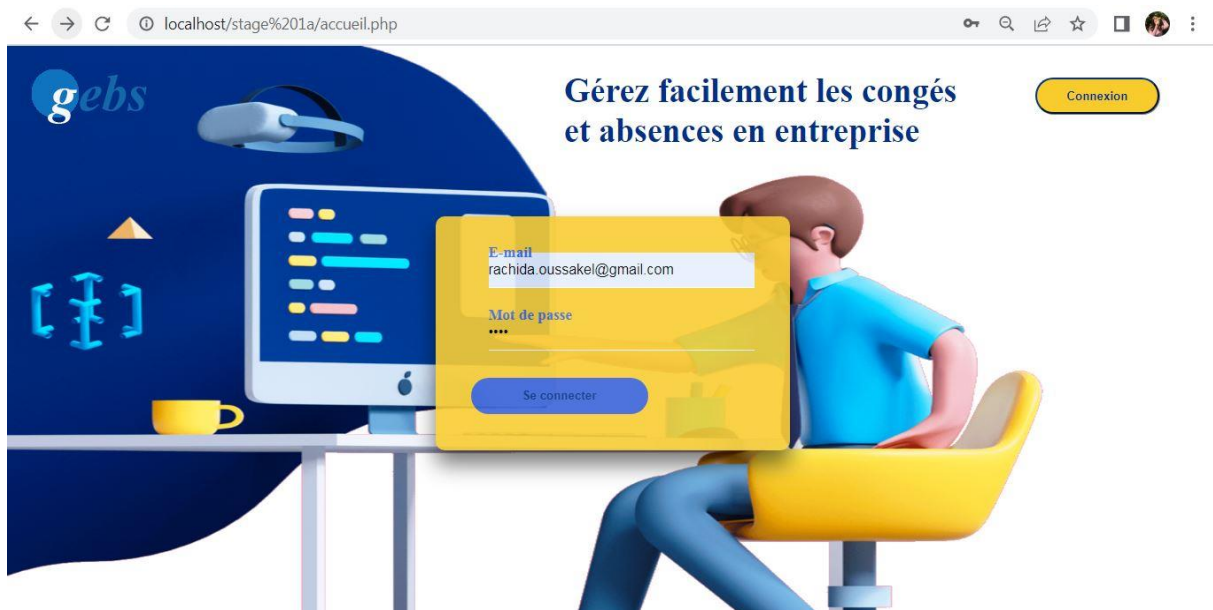 localhost/stage%201a/accueil.php
gebs
Gérez facilement les congés
et absences en entreprise
Connexion
E-mail
rachida.oussakel@gmail.com
Mot de passe
••••
Se connecter